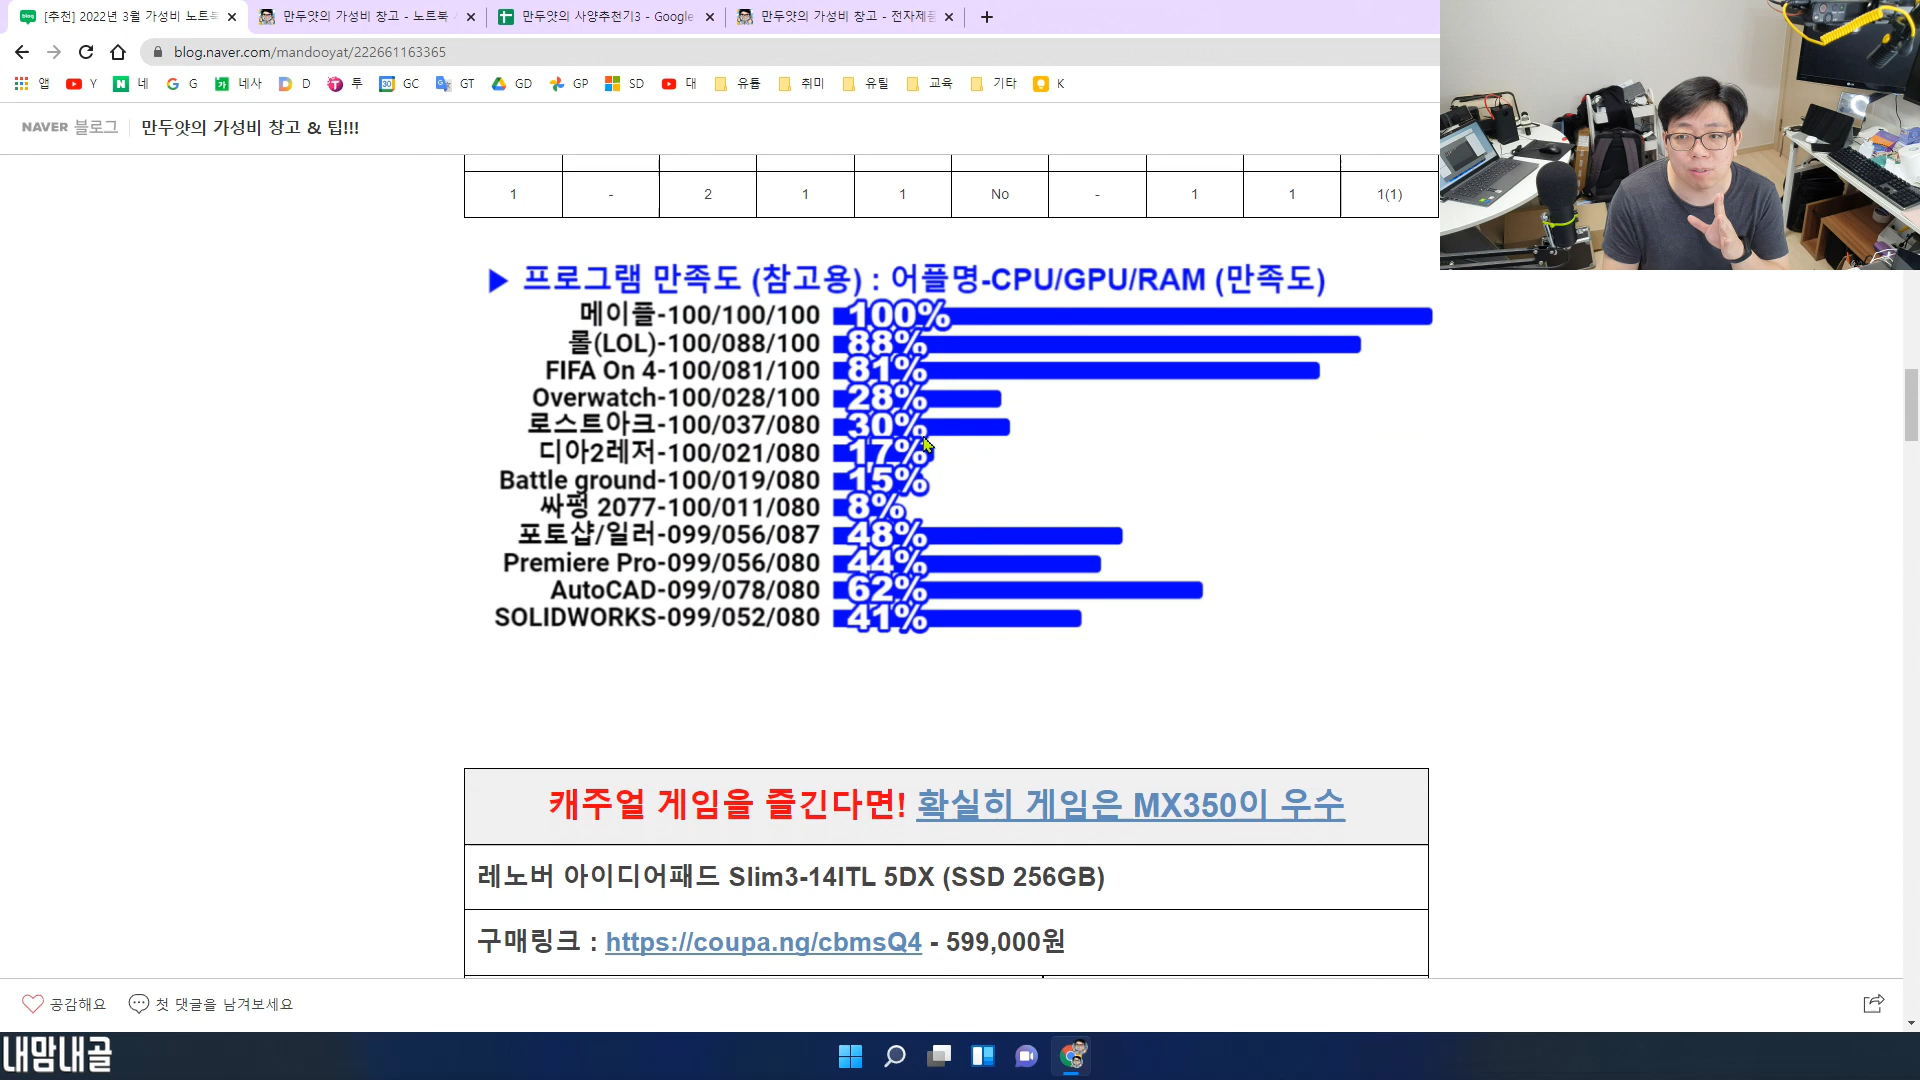 [추천] 2022년 3월 가성비 노트북
만두얏의 가성비 창고 - 노트북
만두얏의 사양추천기3 - Google
만두얏의 가성비 창고 - 전자제품
blog.naver.com/mandooyat/222661163365
앱 Y 네 G 네사 D 투 GC GT GD GP SD 대 유틉 취미 유틸 교육 기타 K
NAVER 블로그 만두얏의 가성비 창고 & 팁!!!
1 - 2 1 1 No - 1 1 1(1)
▶ 프로그램 만족도 (참고용) : 어플명-CPU/GPU/RAM (만족도)
메이플-100/100/100 100%
롤(LOL)-100/088/100 88%
FIFA On 4-100/081/100 81%
Overwatch-100/028/100 28%
로스트아크-100/037/080 30%
디아2레저-100/021/080 17%
Battle ground-100/019/080 15%
싸펑 2077-100/011/080 8%
포토샵/일러-099/056/087 48%
Premiere Pro-099/056/080 44%
AutoCAD-099/078/080 62%
SOLIDWORKS-099/052/080 41%
캐주얼 게임을 즐긴다면! 확실히 게임은 MX350이 우수
레노버 아이디어패드 Slim3-14ITL 5DX (SSD 256GB)
구매링크 : https://coupa.ng/cbmsQ4 - 599,000원
공감해요 첫 댓글을 남겨보세요
내맘내골